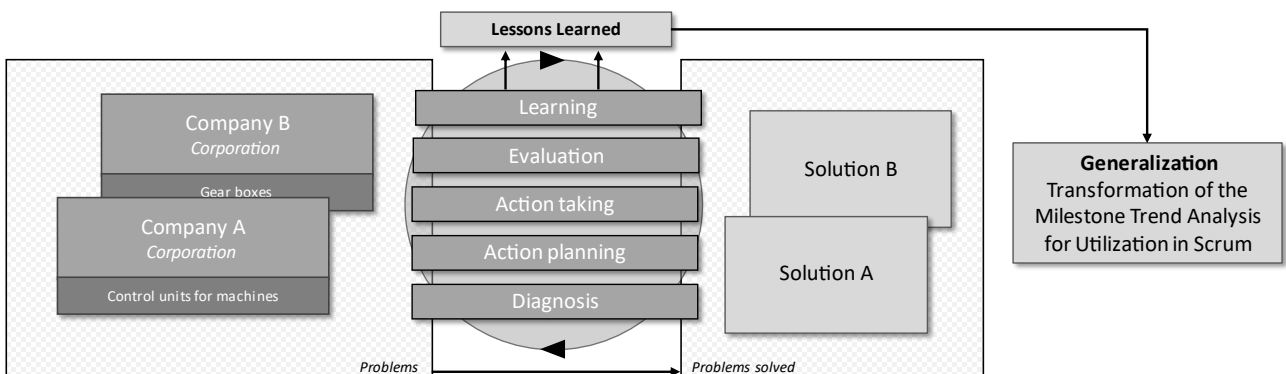 Lessons Learned
Company B
Corporation
Gear boxes
Company A
Corporation
Control units for machines
Learning
Evaluation
Action taking
Action planning
Diagnosis
Solution B
Solution A
Generalization
Transformation of the
Milestone Trend Analysis
for Utilization in Scrum
Problems
Problems solved